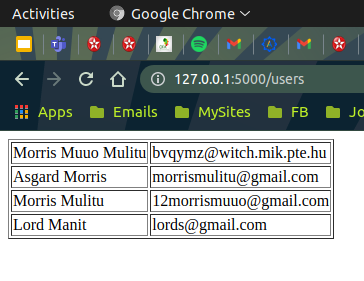 Activities Google Chrome
127.0.0.1:5000/users
Apps Emails MySites FB Jo
Morris Muuo Mulitu bvqymz@witch.mik.pte.hu
Asgard Morris morrismulitu@gmail.com
Morris Mulitu 12morrismuuo@gmail.com
Lord Manit lords@gmail.com